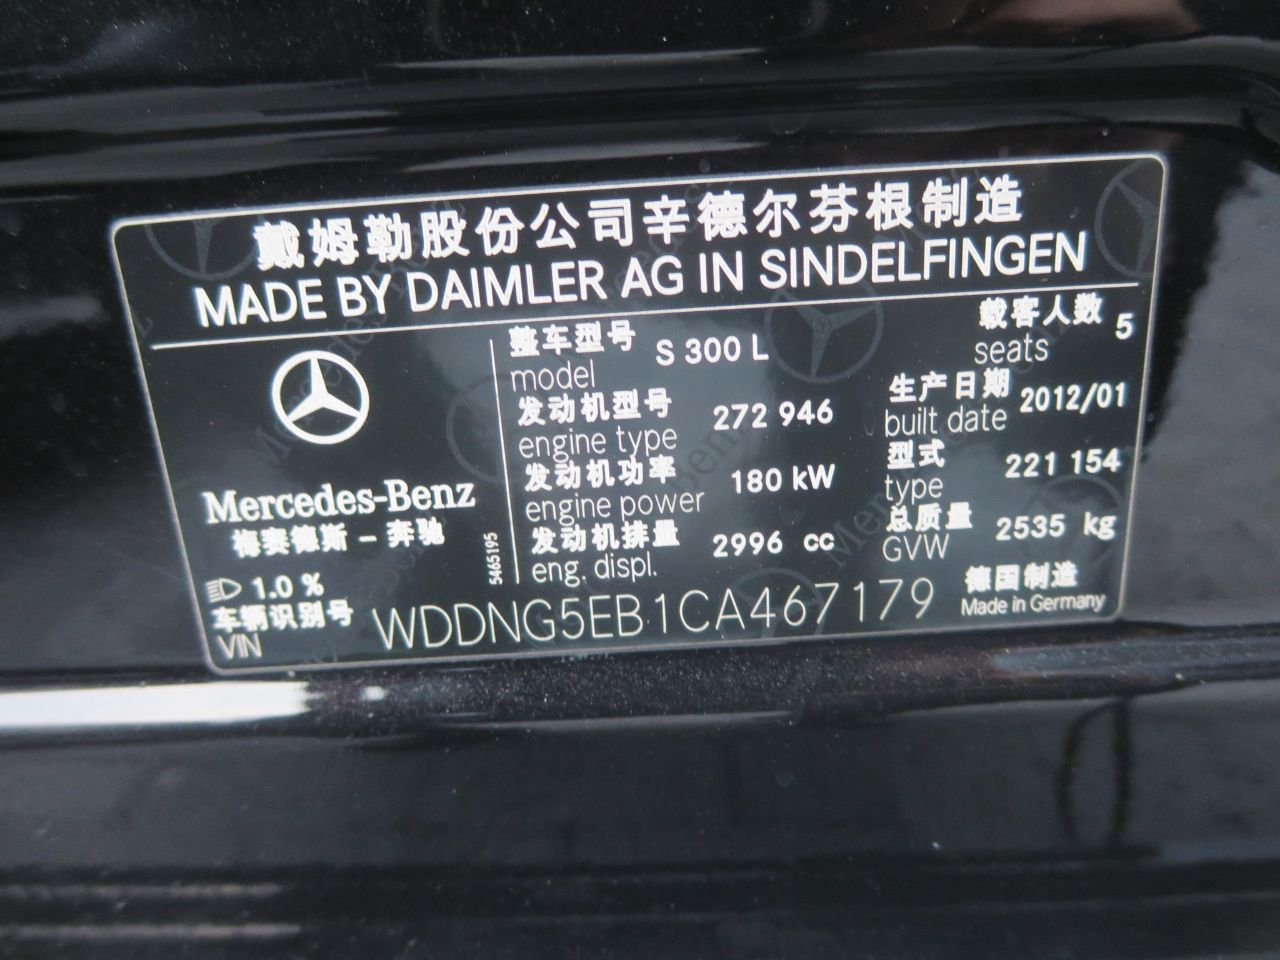 戴姆勒股份公司辛德尔芬根制造
MADE BY DAIMLER AG IN SINDELFINGEN
Mercedes-Benz
梅赛德斯－奔驰
1.0 %
5465195
整车型号
model
S 300 L
载客人数
seats
5
发动机型号
engine type
272 946
生产日期
built date
2012/01
发动机功率
engine power
180 kW
型式
type
221 154
发动机排量
eng. displ.
2996 cc
总质量
GVW
2535 kg
车辆识别号
VIN
WDDNG5EB1CA467179
德国制造
Made in Germany